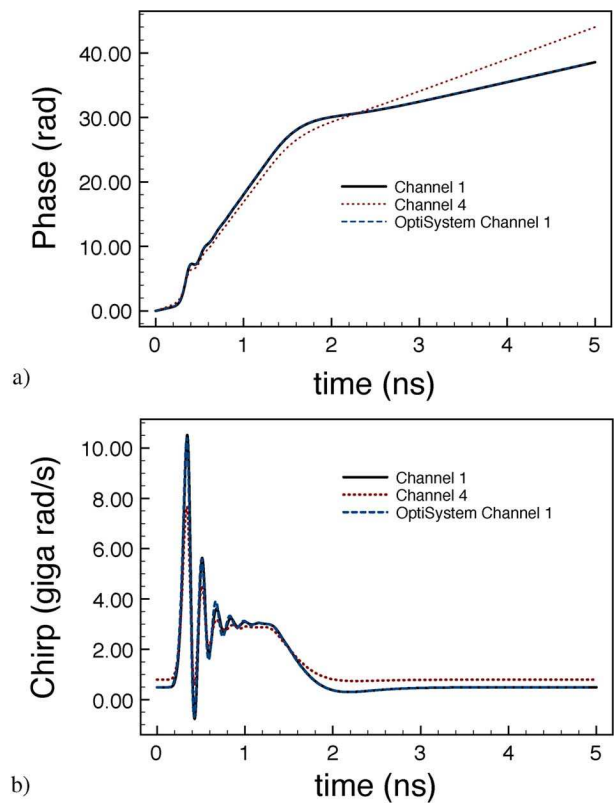 40.00
30.00
20.00
10.00
0.00
Phase (rad)
Channel 1
Channel 4
OptiSystem Channel 1
0 1 2 3 4 5
time (ns)
a)
10.00
8.00
6.00
4.00
2.00
0.00
Chirp (giga rad/s)
Channel 1
Channel 4
OptiSystem Channel 1
0 1 2 3 4 5
time (ns)
b)